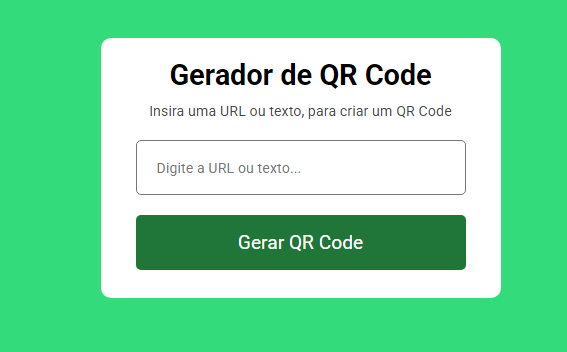 Gerador de QR Code
Insira uma URL ou texto, para criar um QR Code
Digite a URL ou texto...
Gerar QR Code